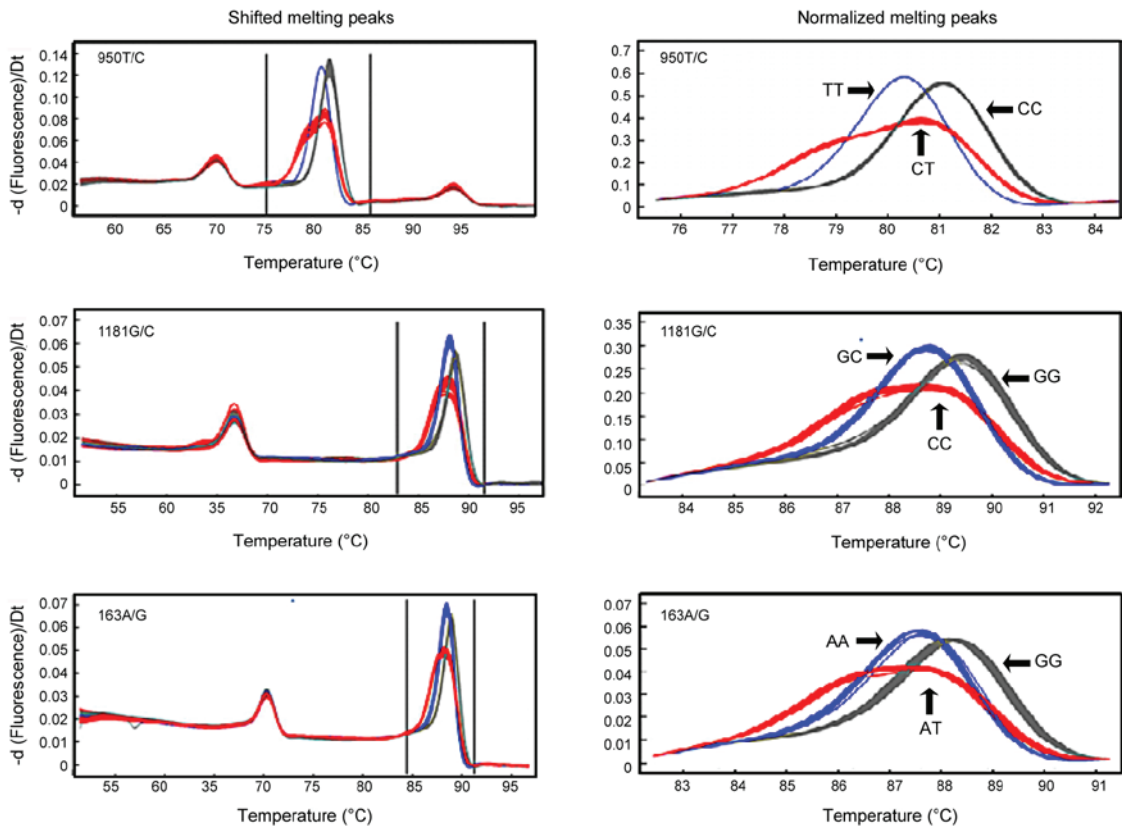 Shifted melting peaks
Normalized melting peaks
-d (Fluorescence)/Dt
0.14
0.12
0.10
0.08
0.06
0.04
0.02
0
950T/C
60 65 70 75 80 85 90 95
Temperature (°C)
0.7
0.6
0.5
0.4
0.3
0.2
0.1
0
950T/C
TT
CC
CT
76 77 78 79 80 81 82 83 84
Temperature (°C)
-d (Fluorescence)/Dt
0.07
0.06
0.05
0.04
0.03
0.02
0.01
0
1181G/C
55 60 35 70 75 80 85 90 95
Temperature (°C)
0.35
0.30
0.25
0.20
0.15
0.10
0.05
0
1181G/C
GC
GG
CC
84 85 86 87 88 89 90 91 92
Temperature (°C)
-d (Fluorescence)/Dt
0.07
0.06
0.05
0.04
0.03
0.02
0.01
0
163A/G
55 60 35 70 75 80 85 90 95
Temperature (°C)
0.07
0.06
0.05
0.04
0.03
0.02
0.01
0
163A/G
AA
GG
AT
83 84 85 86 87 88 89 90 91
Temperature (°C)